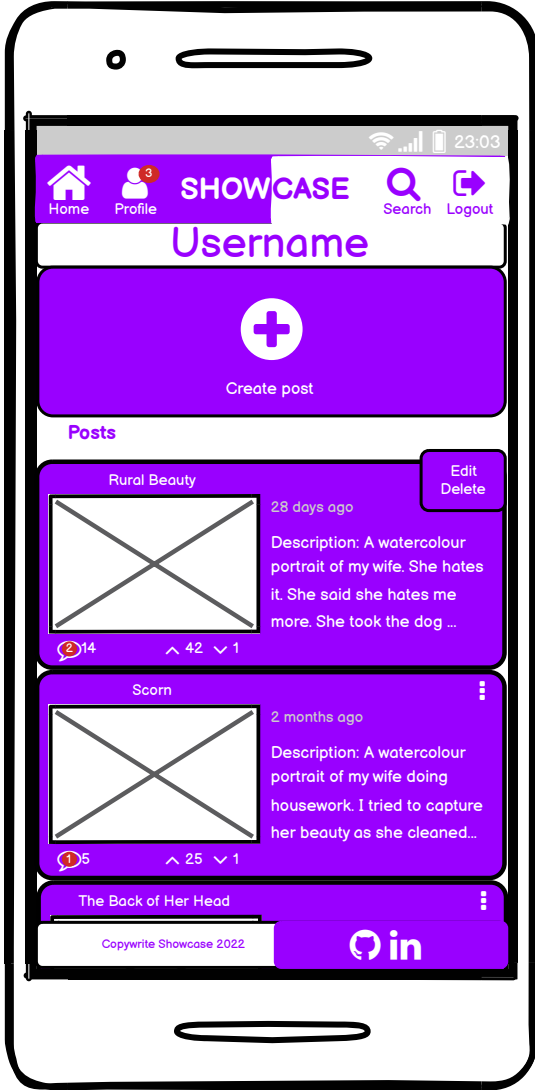 23:03
3
Home
Profile
SHOWCASE
Search
Logout
Username
Create post
Posts
Edit
Delete
Rural Beauty
28 days ago
Description: A watercolour
portrait of my wife. She hates
it. She said she hates me
more. She took the dog ...
2 14
42
1
Scorn
2 months ago
Description: A watercolour
portrait of my wife doing
housework. I tried to capture
her beauty as she cleaned...
1 5
25
1
The Back of Her Head
Copywrite Showcase 2022
in